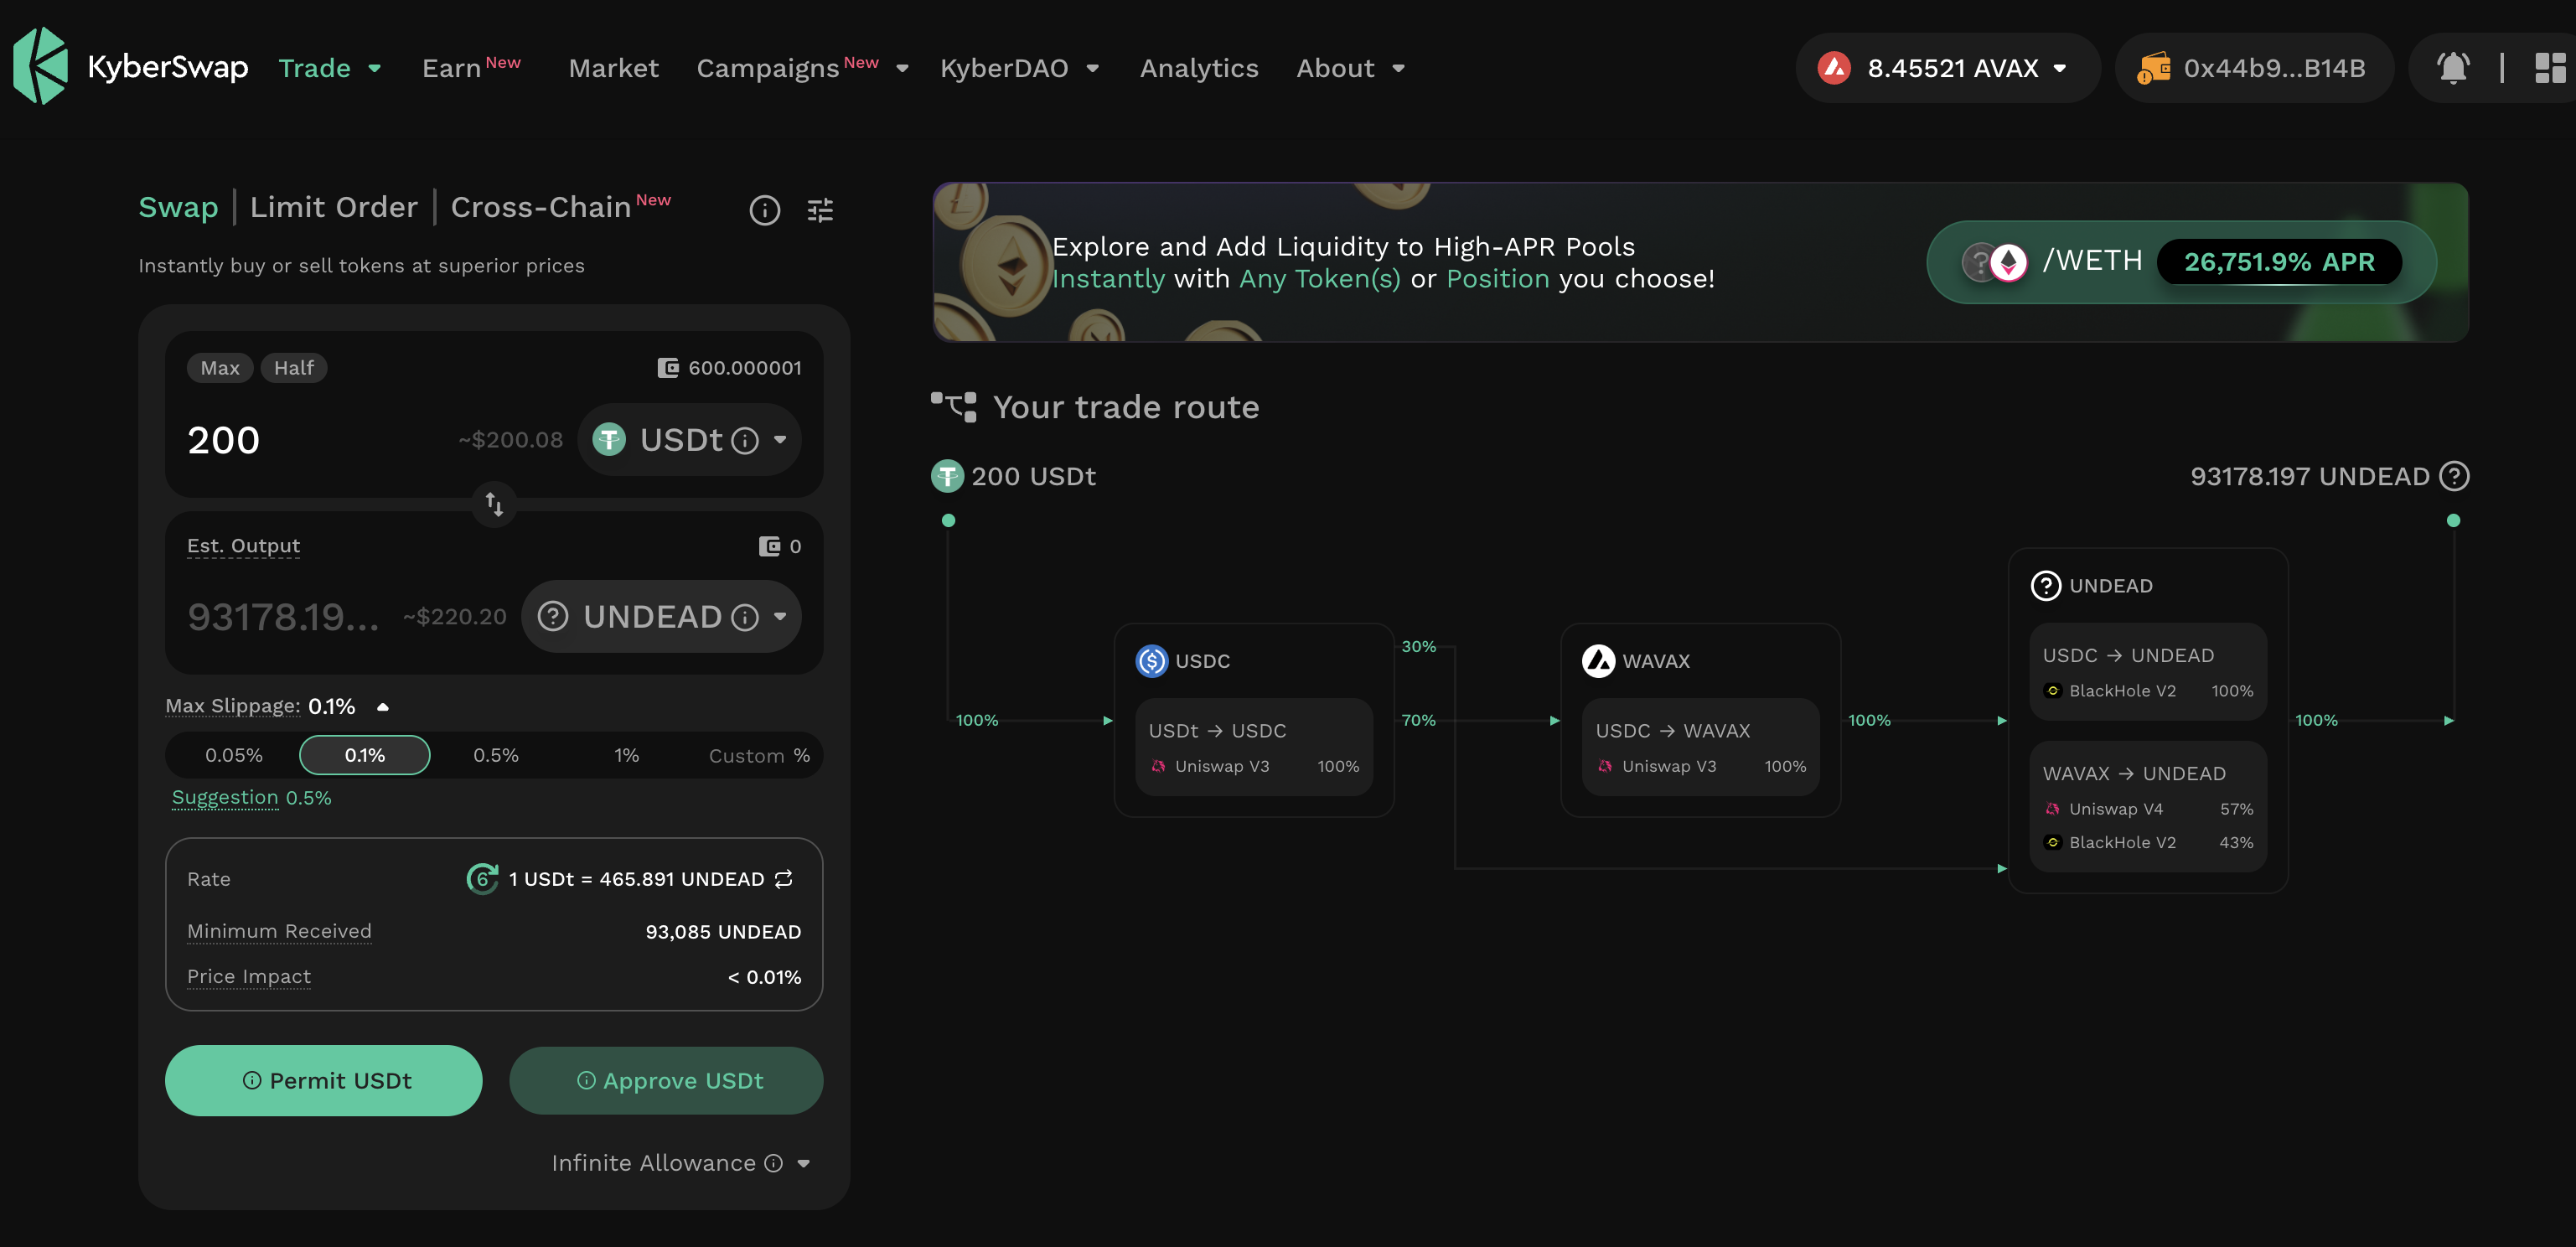 KyberSwap Trade Earn New Market Campaigns New KyberDAO Analytics About 8.45521 AVAX 0x44b9...B14B
Swap | Limit Order | Cross-Chain New
Instantly buy or sell tokens at superior prices
Max Half 600.000001
200 ~$200.08 USDt
Est. Output 0
93178.19... ~$220.20 UNDEAD
Max Slippage: 0.1%
0.05% 0.1% 0.5% 1% Custom %
Suggestion 0.5%
Rate 6 1 USDt = 465.891 UNDEAD
Minimum Received 93,085 UNDEAD
Price Impact < 0.01%
Permit USDt Approve USDt
Infinite Allowance
Explore and Add Liquidity to High-APR Pools
Instantly with Any Token(s) or Position you choose!
/WETH 26,751.9% APR
Your trade route
200 USDt 93178.197 UNDEAD
100%
USDC
USDt → USDC
Uniswap V3 100%
30%
70%
WAVAX
USDC → WAVAX
Uniswap V3 100%
100%
UNDEAD
USDC → UNDEAD
BlackHole V2 100%
WAVAX → UNDEAD
Uniswap V4 57%
BlackHole V2 43%
100%